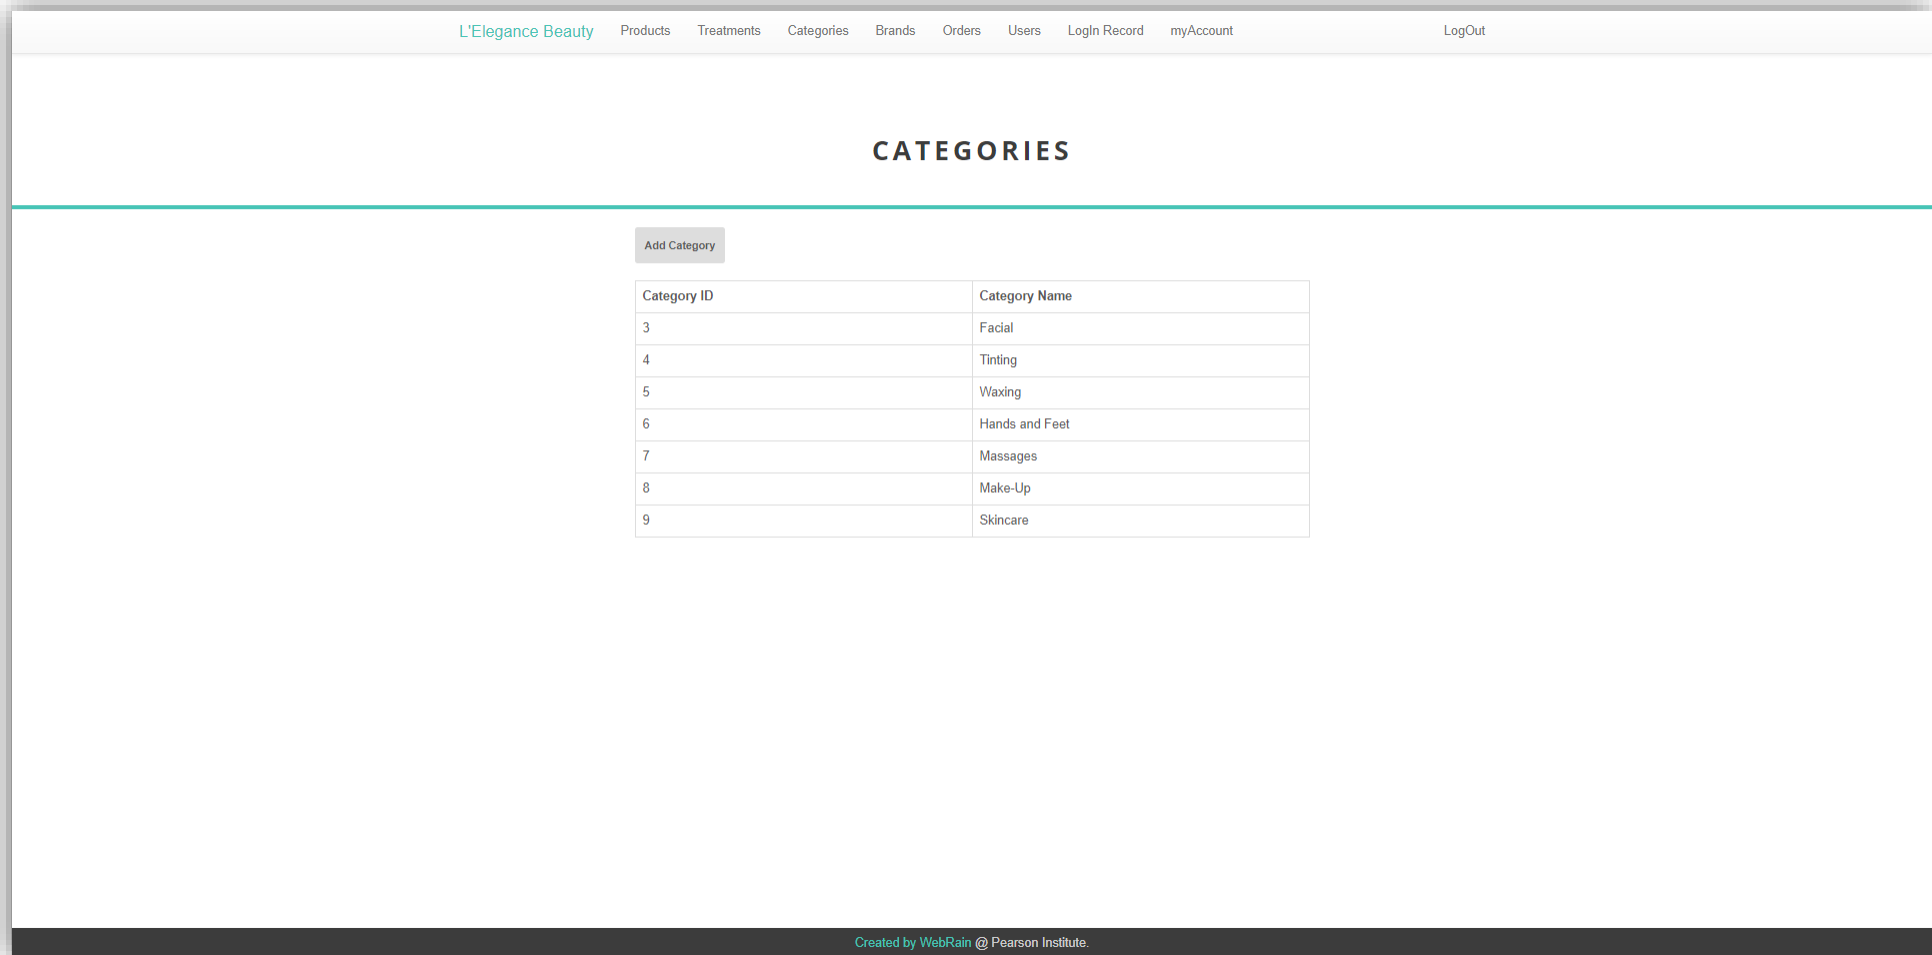 L'Elegance Beauty Products Treatments Categories Brands Orders Users LogIn Record myAccount LogOut
CATEGORIES
Add Category
Category ID Category Name
3 Facial
4 Tinting
5 Waxing
6 Hands and Feet
7 Massages
8 Make-Up
9 Skincare
Created by WebRain @ Pearson Institute.